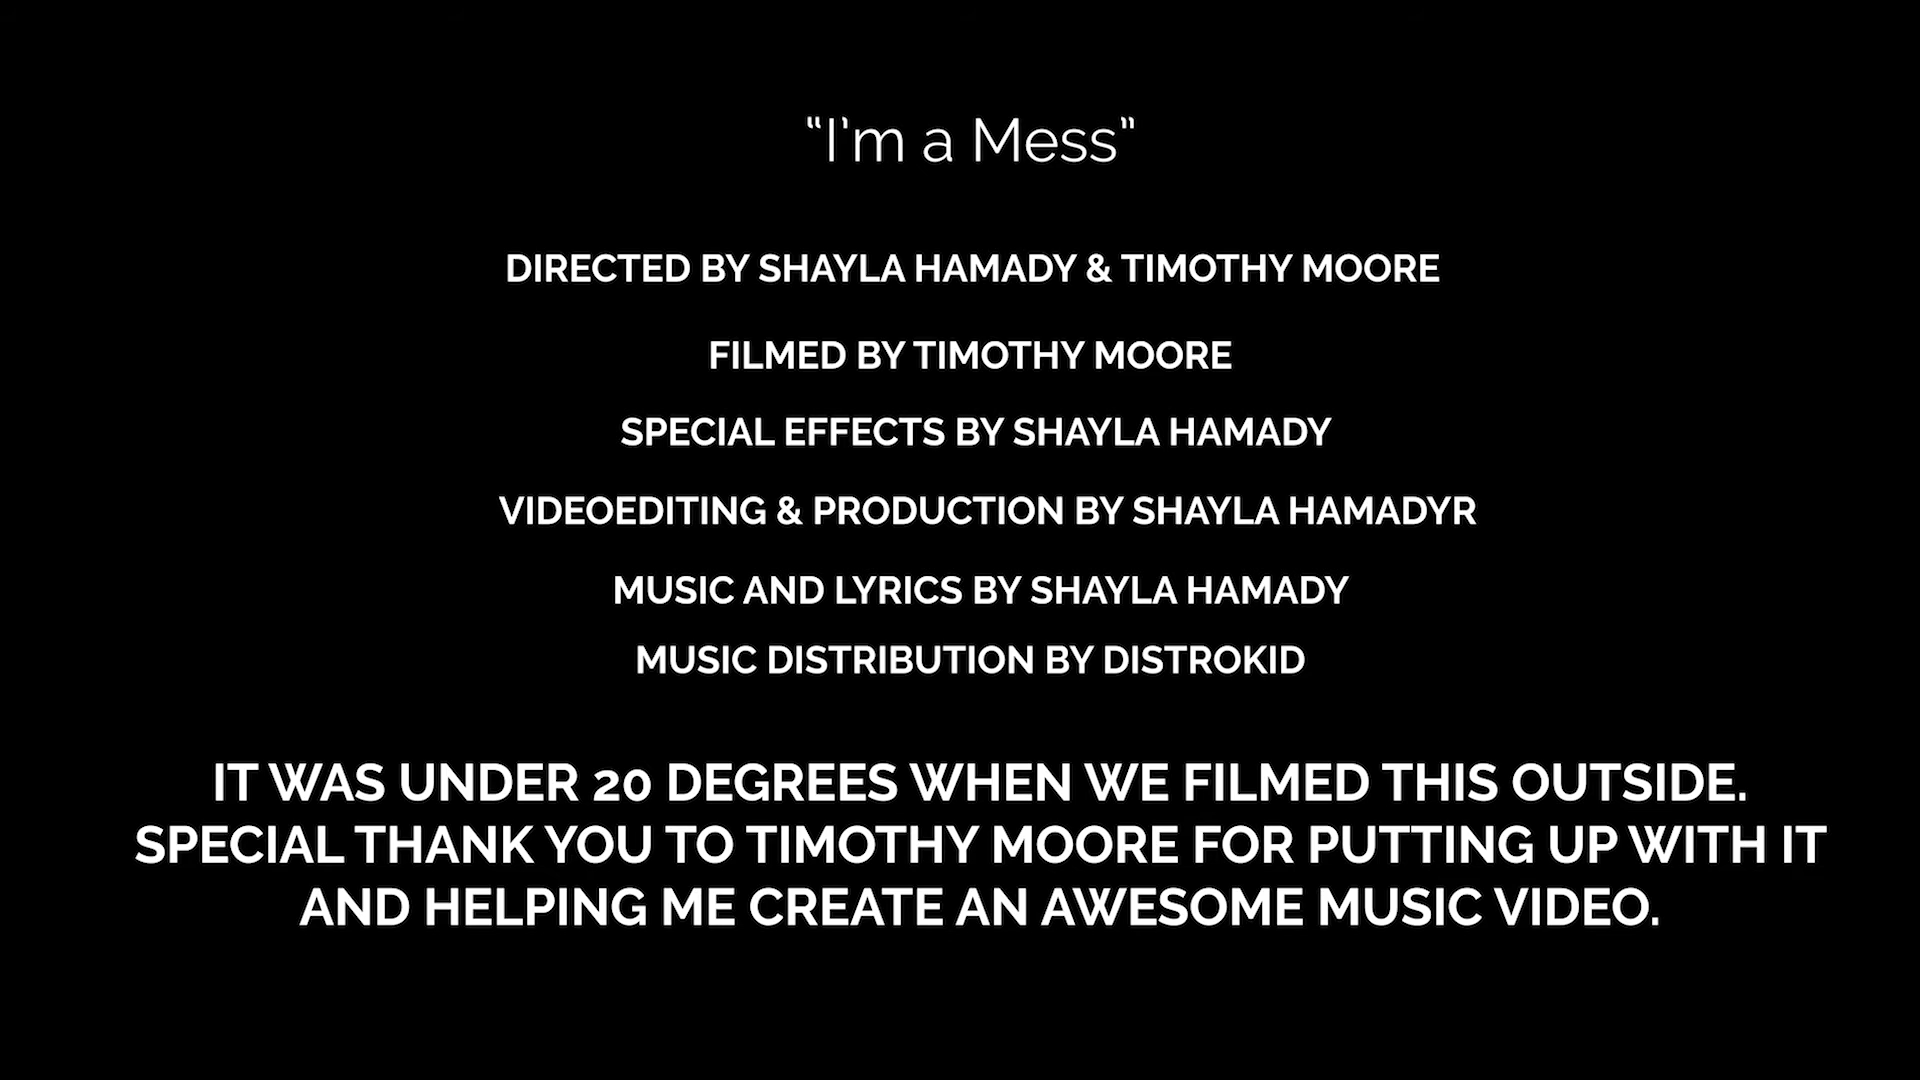 “I’m a Mess”
DIRECTED BY SHAYLA HAMADY & TIMOTHY MOORE
FILMED BY TIMOTHY MOORE
SPECIAL EFFECTS BY SHAYLA HAMADY
VIDEOEDITING & PRODUCTION BY SHAYLA HAMADYR
MUSIC AND LYRICS BY SHAYLA HAMADY
MUSIC DISTRIBUTION BY DISTROKID
IT WAS UNDER 20 DEGREES WHEN WE FILMED THIS OUTSIDE.
SPECIAL THANK YOU TO TIMOTHY MOORE FOR PUTTING UP WITH IT
AND HELPING ME CREATE AN AWESOME MUSIC VIDEO.